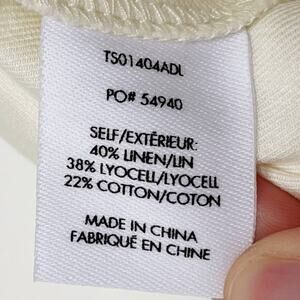 TS01404ADL
PO# 54940
SELF/EXTÉRIEUR:
40% LINEN/LIN
38% LYOCELL/LYOCELL
22% COTTON/COTON
MADE IN CHINA
FABRIQUÉ EN CHINE